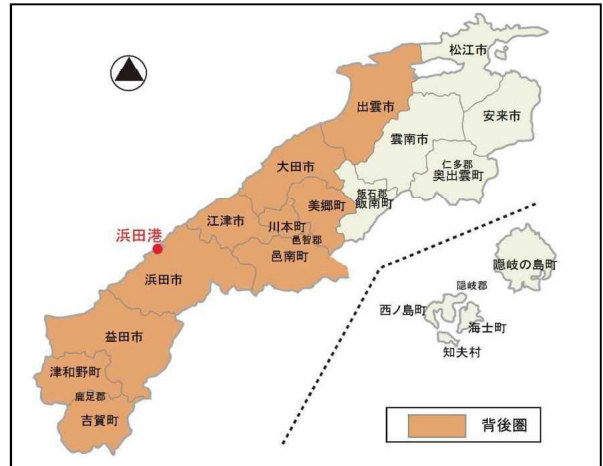 松江市
出雲市
安来市
雲南市
仁多郡
奥出雲町
大田市
飯石郡
飯南町
美郷町
江津市
川本町
邑智郡
浜田港
邑南町
浜田市
隠岐の島町
隠岐郡
西ノ島町
海士町
知夫村
益田市
津和野町
鹿足郡
吉賀町
背後圏